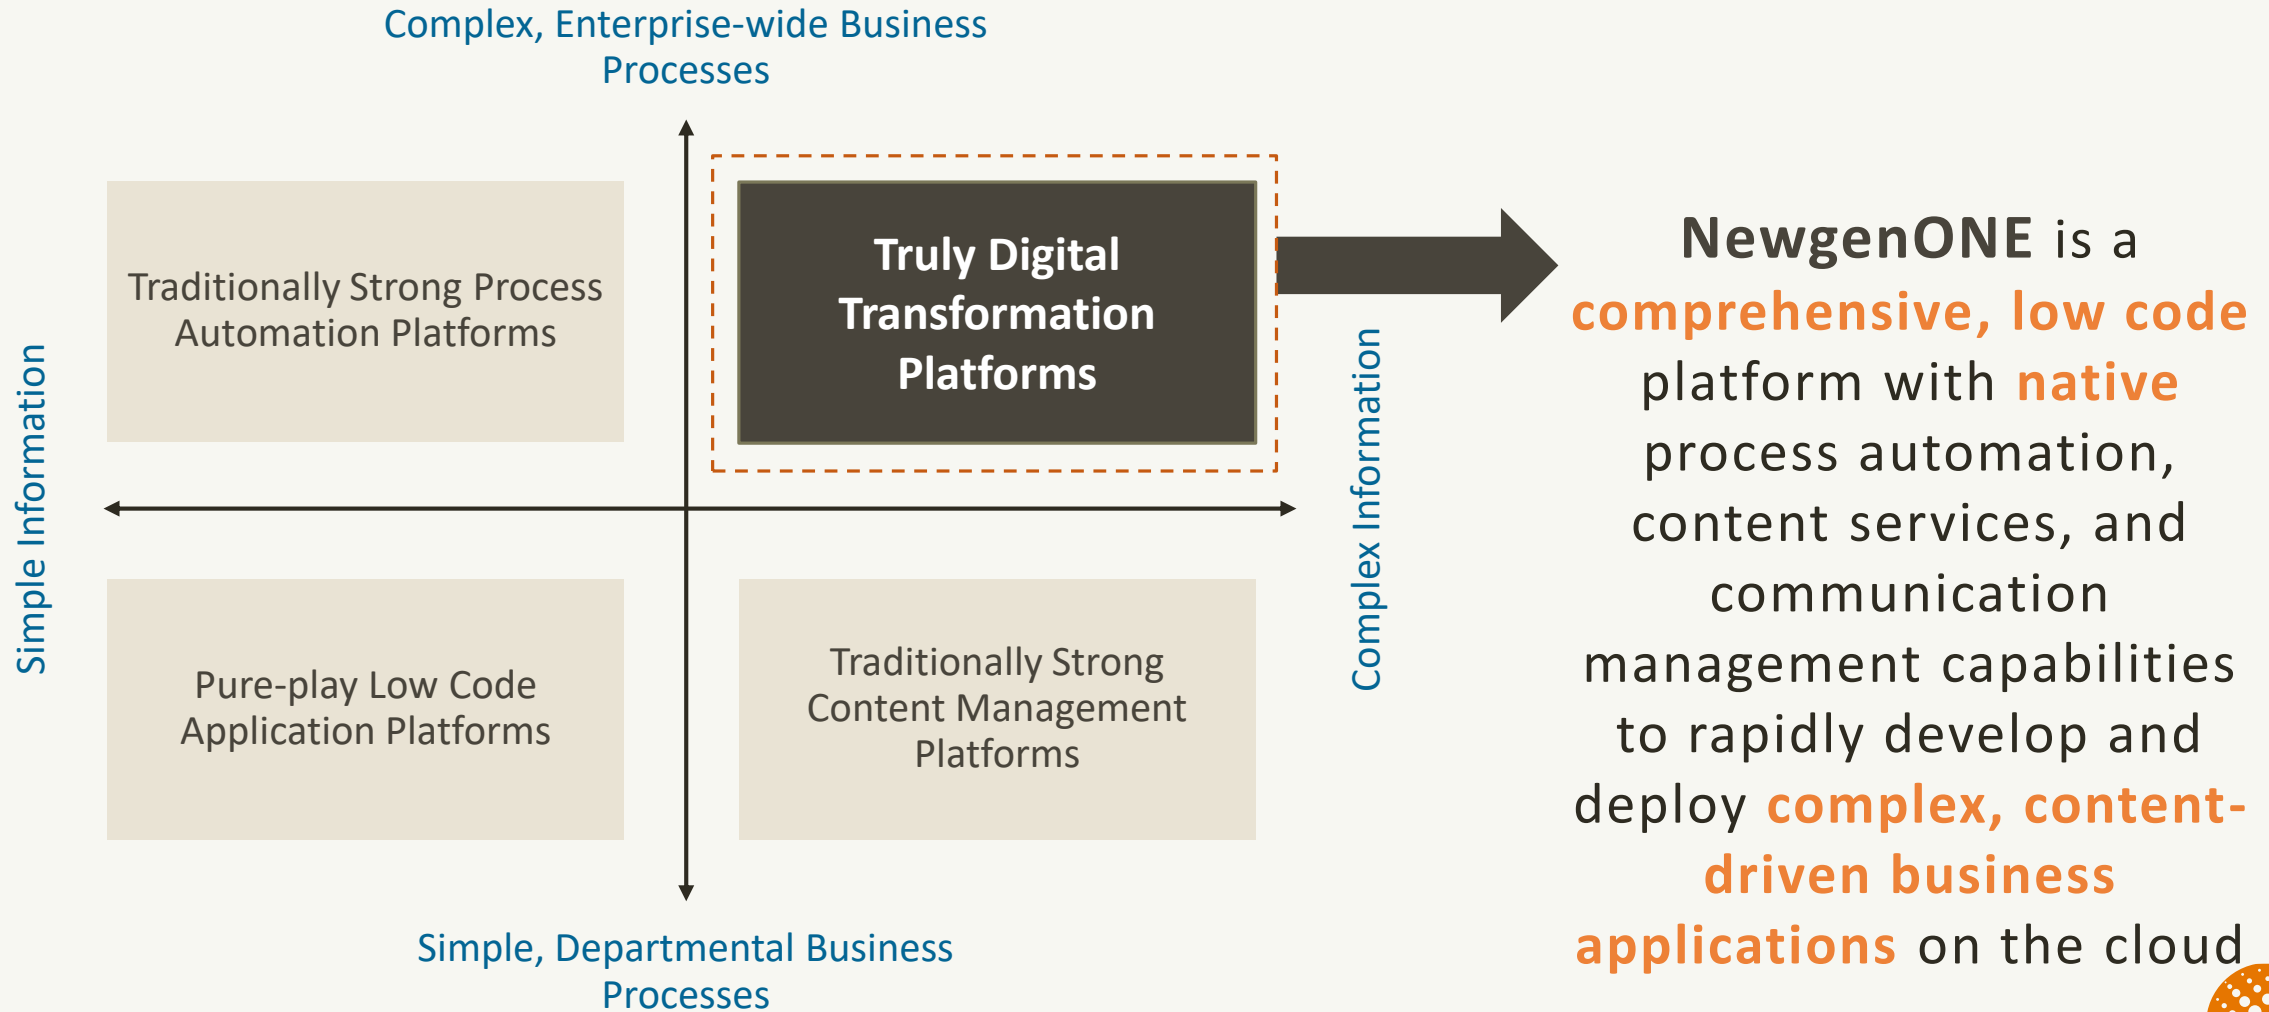 Complex, Enterprise-wide Business
Processes
Simple Information
Traditionally Strong Process
Automation Platforms
Truly Digital
Transformation
Platforms
Pure-play Low Code
Application Platforms
Traditionally Strong
Content Management
Platforms
Complex Information
Simple, Departmental Business
Processes
NewgenONE is a
comprehensive, low code
platform with native
process automation,
content services, and
communication
management capabilities
to rapidly develop and
deploy complex, content-
driven business
applications on the cloud